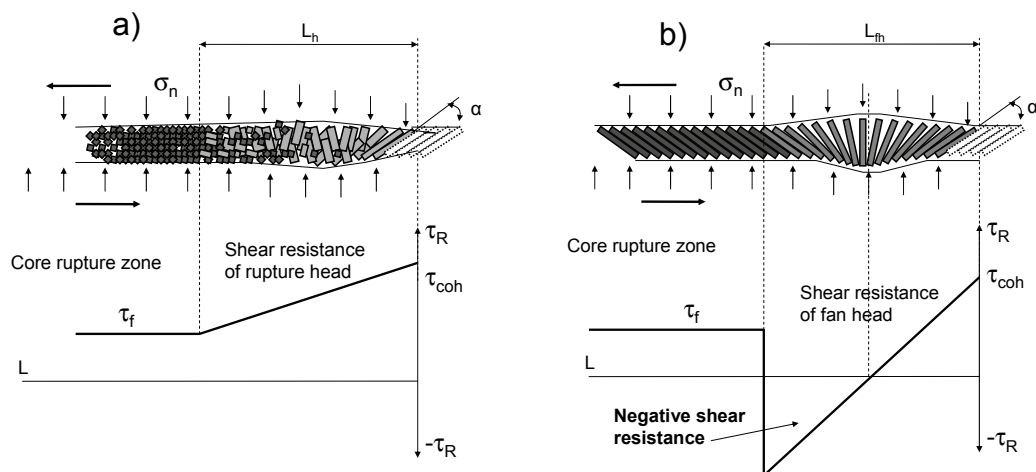 a)
L_h
σ_n
α
Core rupture zone
Shear resistance
of rupture head
τ_R
τ_coh
τ_f
L
-τ_R
b)
L_fh
σ_n
α
Core rupture zone
τ_R
τ_coh
Shear resistance
of fan head
τ_f
L
Negative shear
resistance
-τ_R